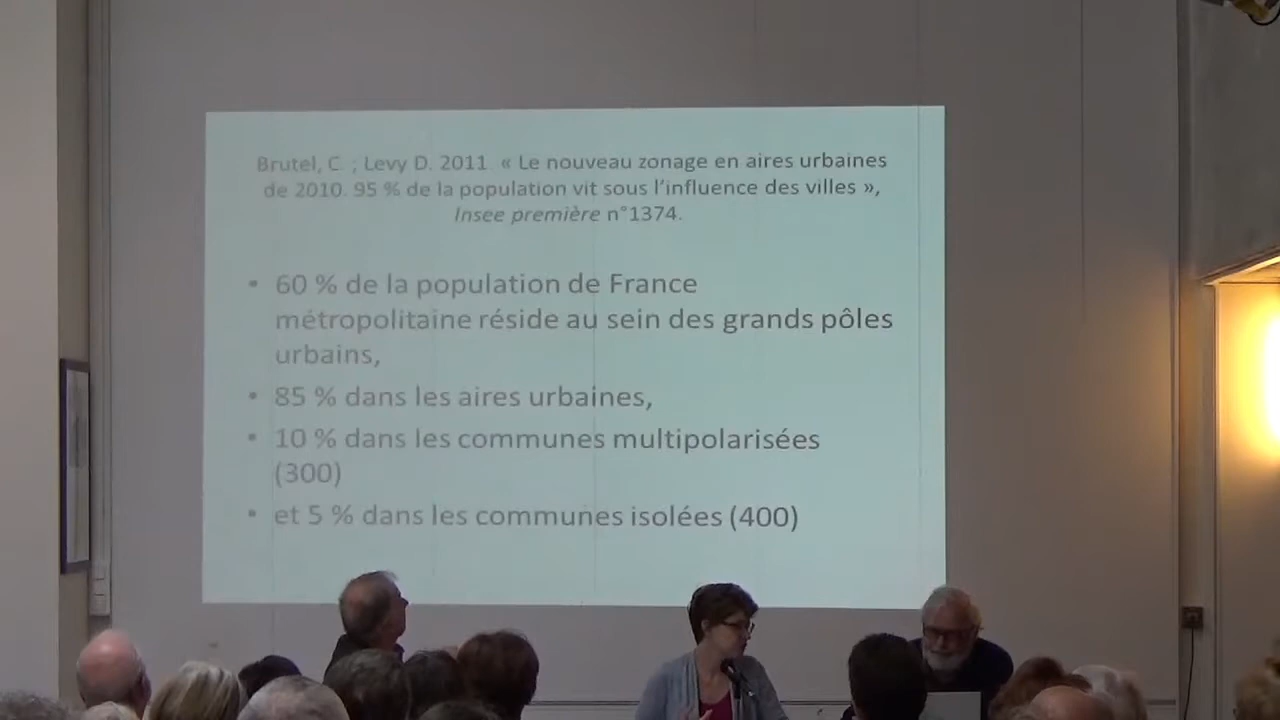 Brutel, C. ; Levy D. 2011. « Le nouveau zonage en aires urbaines
de 2010. 95 % de la population vit sous l'influence des villes »,
Insee première n°1374.
• 60 % de la population de France
métropolitaine réside au sein des grands pôles
urbains,
• 85 % dans les aires urbaines,
• 10 % dans les communes multipolarisées
(300)
• et 5 % dans les communes isolées (400)